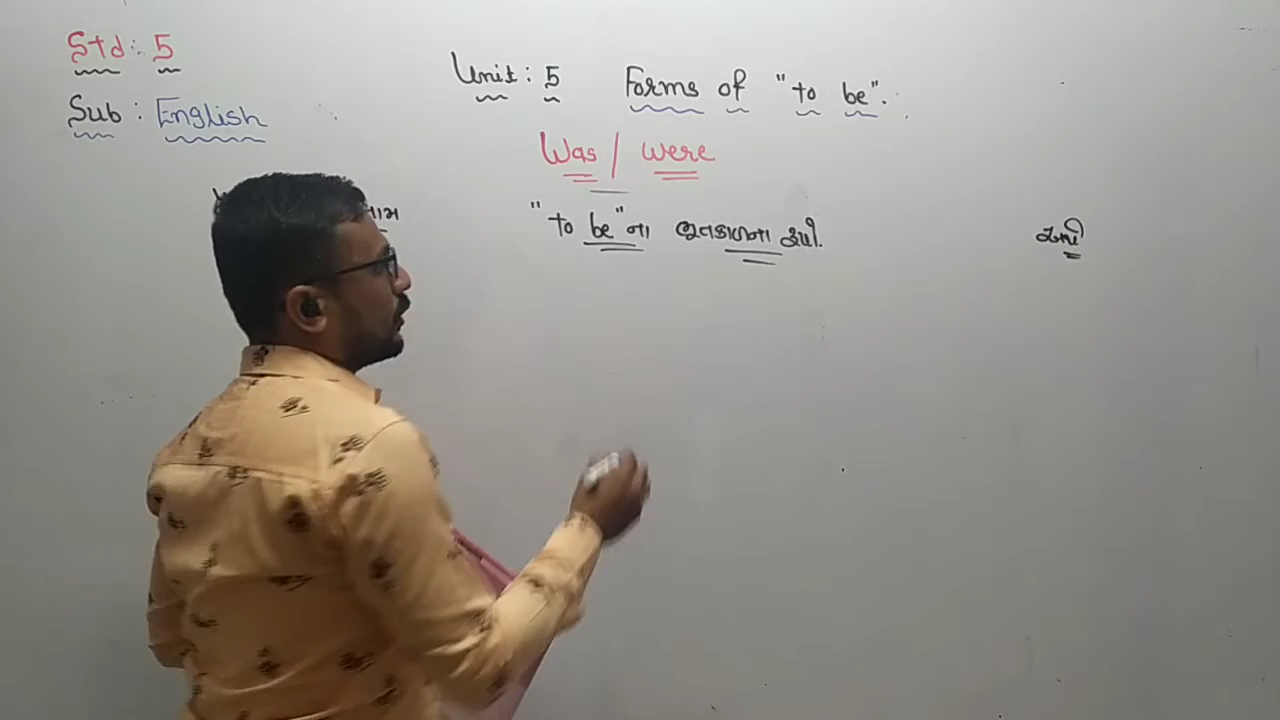 Std: 5
Sub: English
Unit: 5 Forms of "to be".
Was / Were
"to be"ના ભૂતકાળના રૂપો.